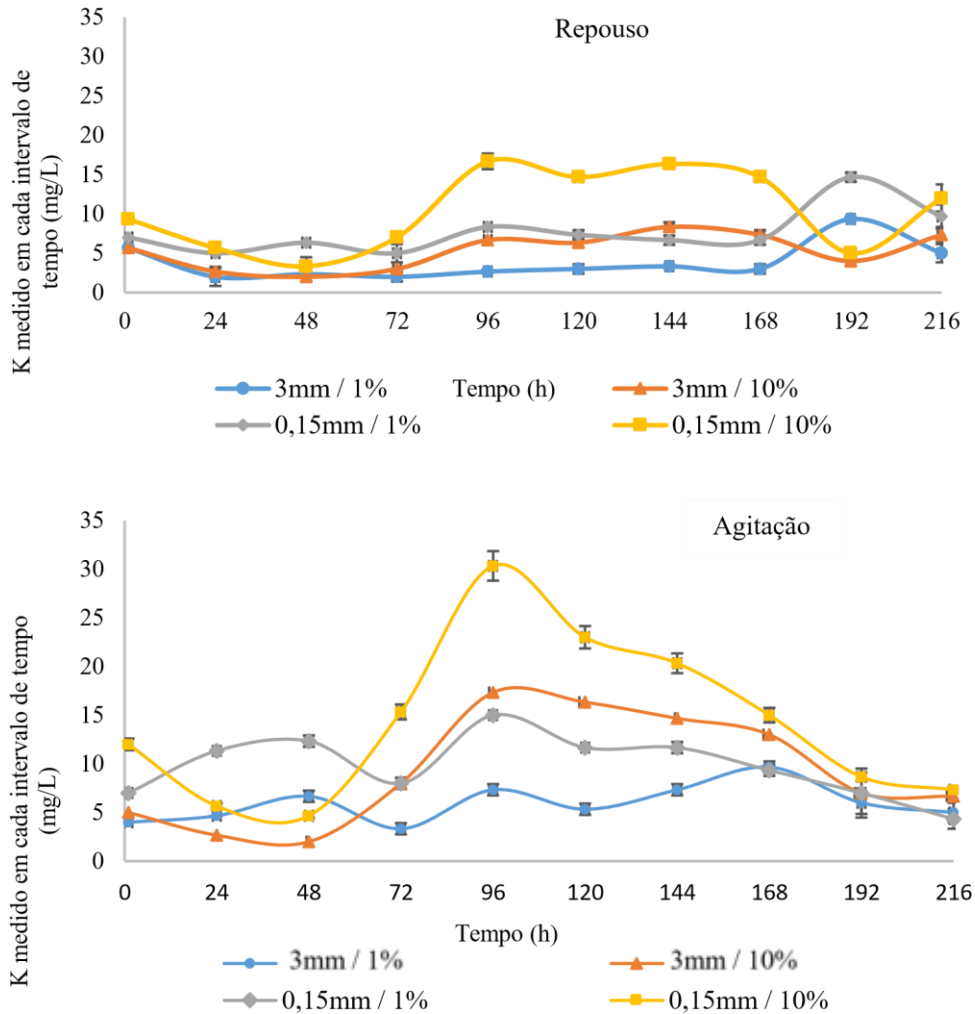 Repouso
K medido em cada intervalo de
tempo (mg/L)
35
30
25
20
15
10
5
0
0 24 48 72 96 120 144 168 192 216
Tempo (h)
3mm / 1% 3mm / 10%
0,15mm / 1% 0,15mm / 10%
Agitação
K medido em cada intervalo de tempo
(mg/L)
35
30
25
20
15
10
5
0
0 24 48 72 96 120 144 168 192 216
Tempo (h)
3mm / 1% 3mm / 10%
0,15mm / 1% 0,15mm / 10%